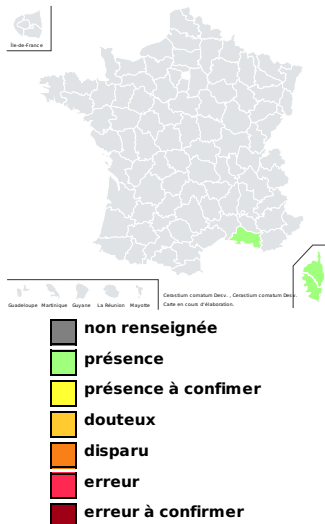 Île-de-France
Guadeloupe Martinique Guyane La Réunion Mayotte
Cerastium comatum Desv. , Cerastium comatum Desv.
Carte en cours d'élaboration.
non renseignée
présence
présence à confimer
douteux
disparu
erreur
erreur à confirmer